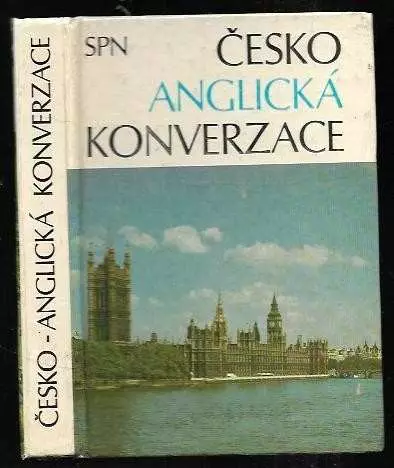 ČESKO - ANGLICKÁ KONVERZACE
SPN
ČESKO
ANGLICKÁ
KONVERZACE